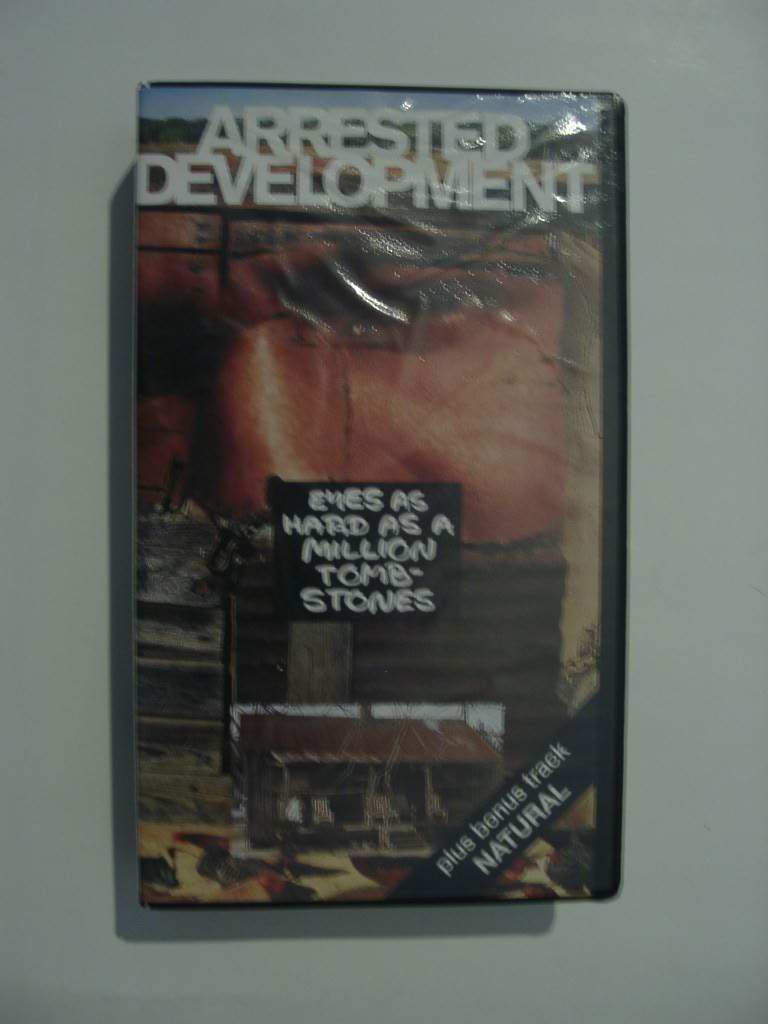 ARRESTED
DEVELOPMENT
EYES AS
HARD AS A
MILLION
TOMB-
STONES
plus bonus track
NATURAL